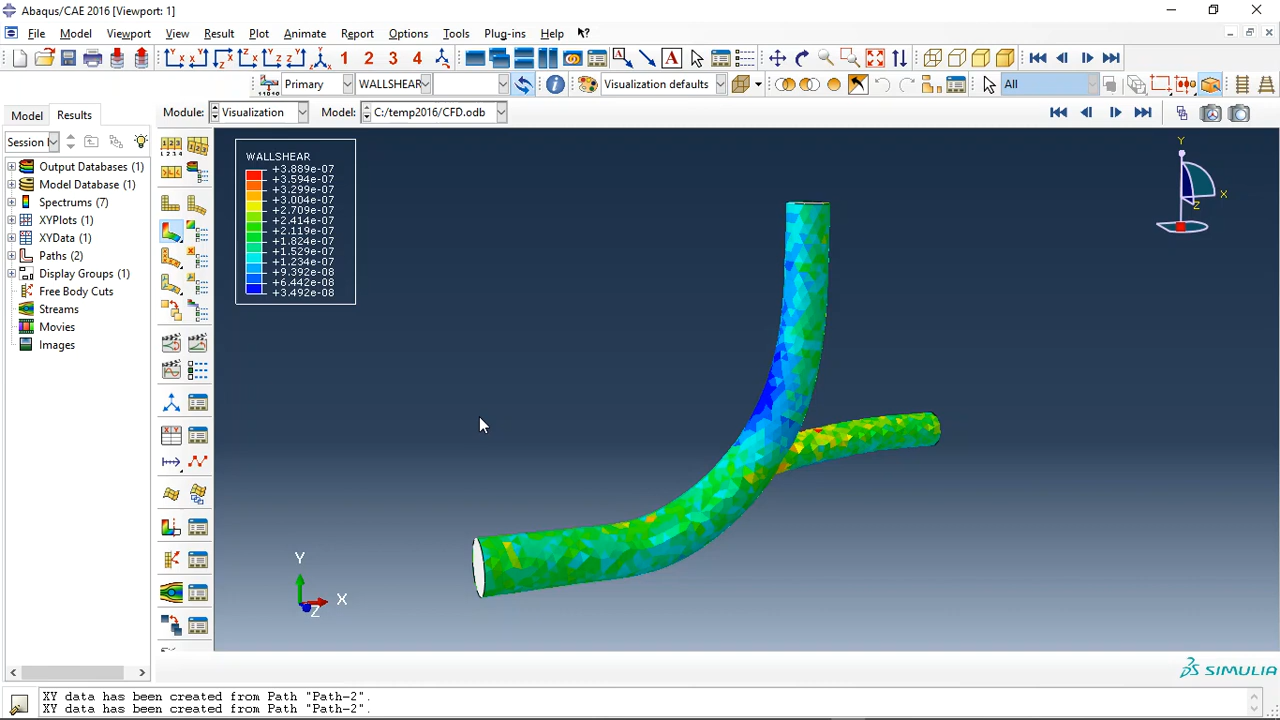 Abaqus/CAE 2016 [Viewport: 1]
File Model Viewport View Result Plot Animate Report Options Tools Plug-ins Help
1 2 3 4
Primary WALLSHEAR Visualization defaults All
Model Results Module: Visualization Model: C:/temp2016/CFD.odb
Session
Output Databases (1)
Model Database (1)
Spectrums (7)
XYPlots (1)
XYData (1)
Paths (2)
Display Groups (1)
Free Body Cuts
Streams
Movies
Images
WALLSHEAR
+3.889e-07
+3.594e-07
+3.299e-07
+3.004e-07
+2.709e-07
+2.414e-07
+2.119e-07
+1.824e-07
+1.529e-07
+1.234e-07
+9.392e-08
+6.442e-08
+3.492e-08
Y
X
Z
Y
X
Z
SIMULIA
XY data has been created from Path "Path-2".
XY data has been created from Path "Path-2".